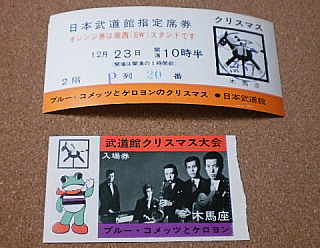 日本武道館指定席券
クリスマス
オレンジ券は南西(SW)スタンドです
12月23日 開演 10時半
(開場は開演の1時間前)
2階 P 列 20 番
木馬座
ブルー・コメッツとケロヨンのクリスマス ●日本武道館
武道館クリスマス大会
入場券
木馬座
ブルー・コメッツとケロヨン